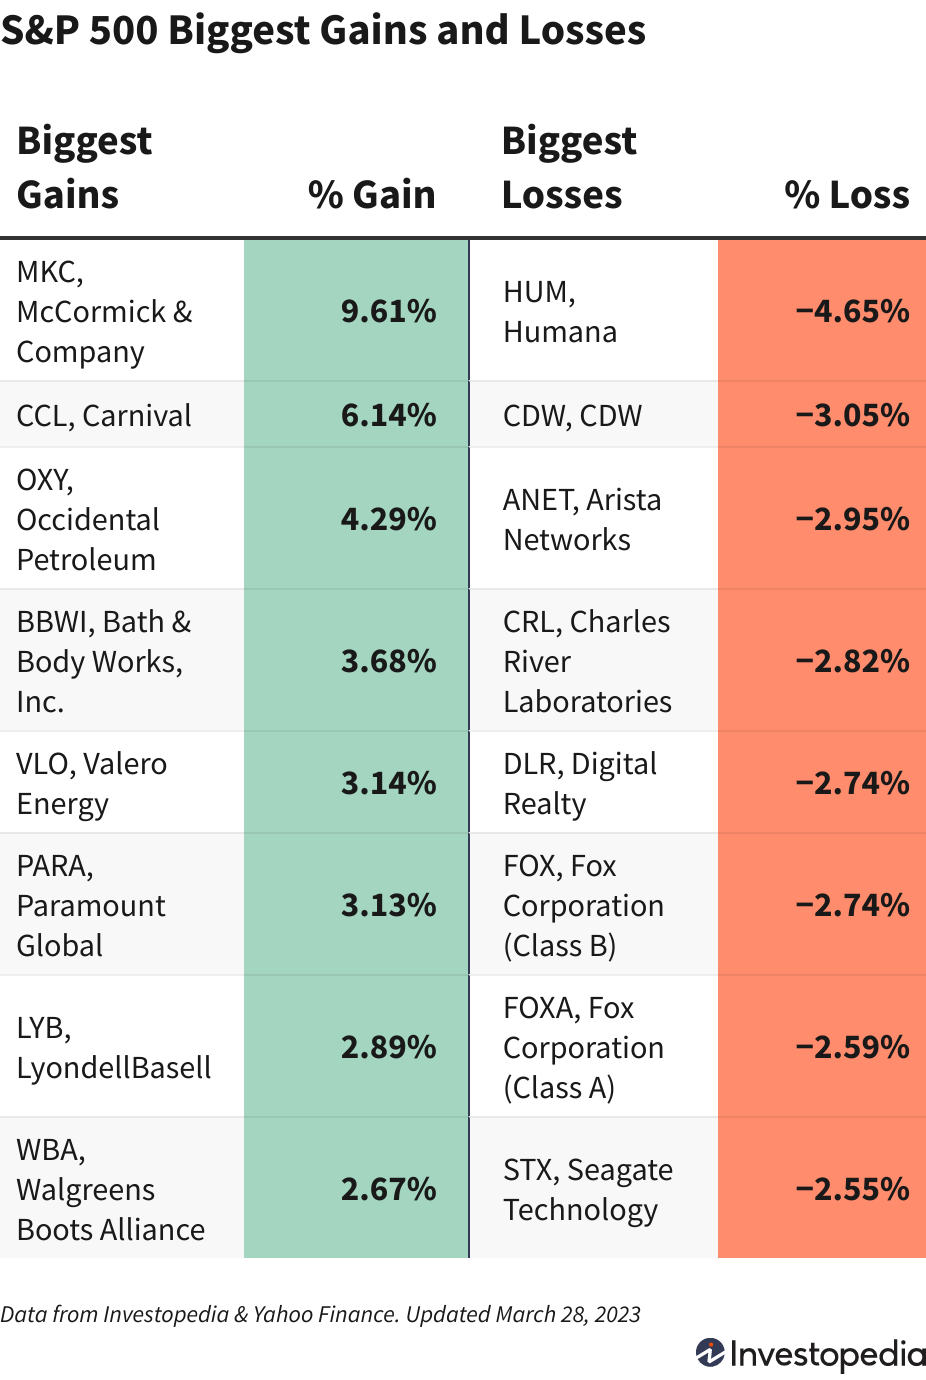 S&P 500 Biggest Gains and Losses
Biggest
Gains
% Gain
Biggest
Losses
% Loss
MKC,
McCormick &
Company
9.61%
HUM,
Humana
−4.65%
CCL, Carnival
6.14%
CDW, CDW
−3.05%
OXY,
Occidental
Petroleum
4.29%
ANET, Arista
Networks
−2.95%
BBWI, Bath &
Body Works,
Inc.
3.68%
CRL, Charles
River
Laboratories
−2.82%
VLO, Valero
Energy
3.14%
DLR, Digital
Realty
−2.74%
PARA,
Paramount
Global
3.13%
FOX, Fox
Corporation
(Class B)
−2.74%
LYB,
LyondellBasell
2.89%
FOXA, Fox
Corporation
(Class A)
−2.59%
WBA,
Walgreens
Boots Alliance
2.67%
STX, Seagate
Technology
−2.55%
Data from Investopedia & Yahoo Finance. Updated March 28, 2023
Investopedia